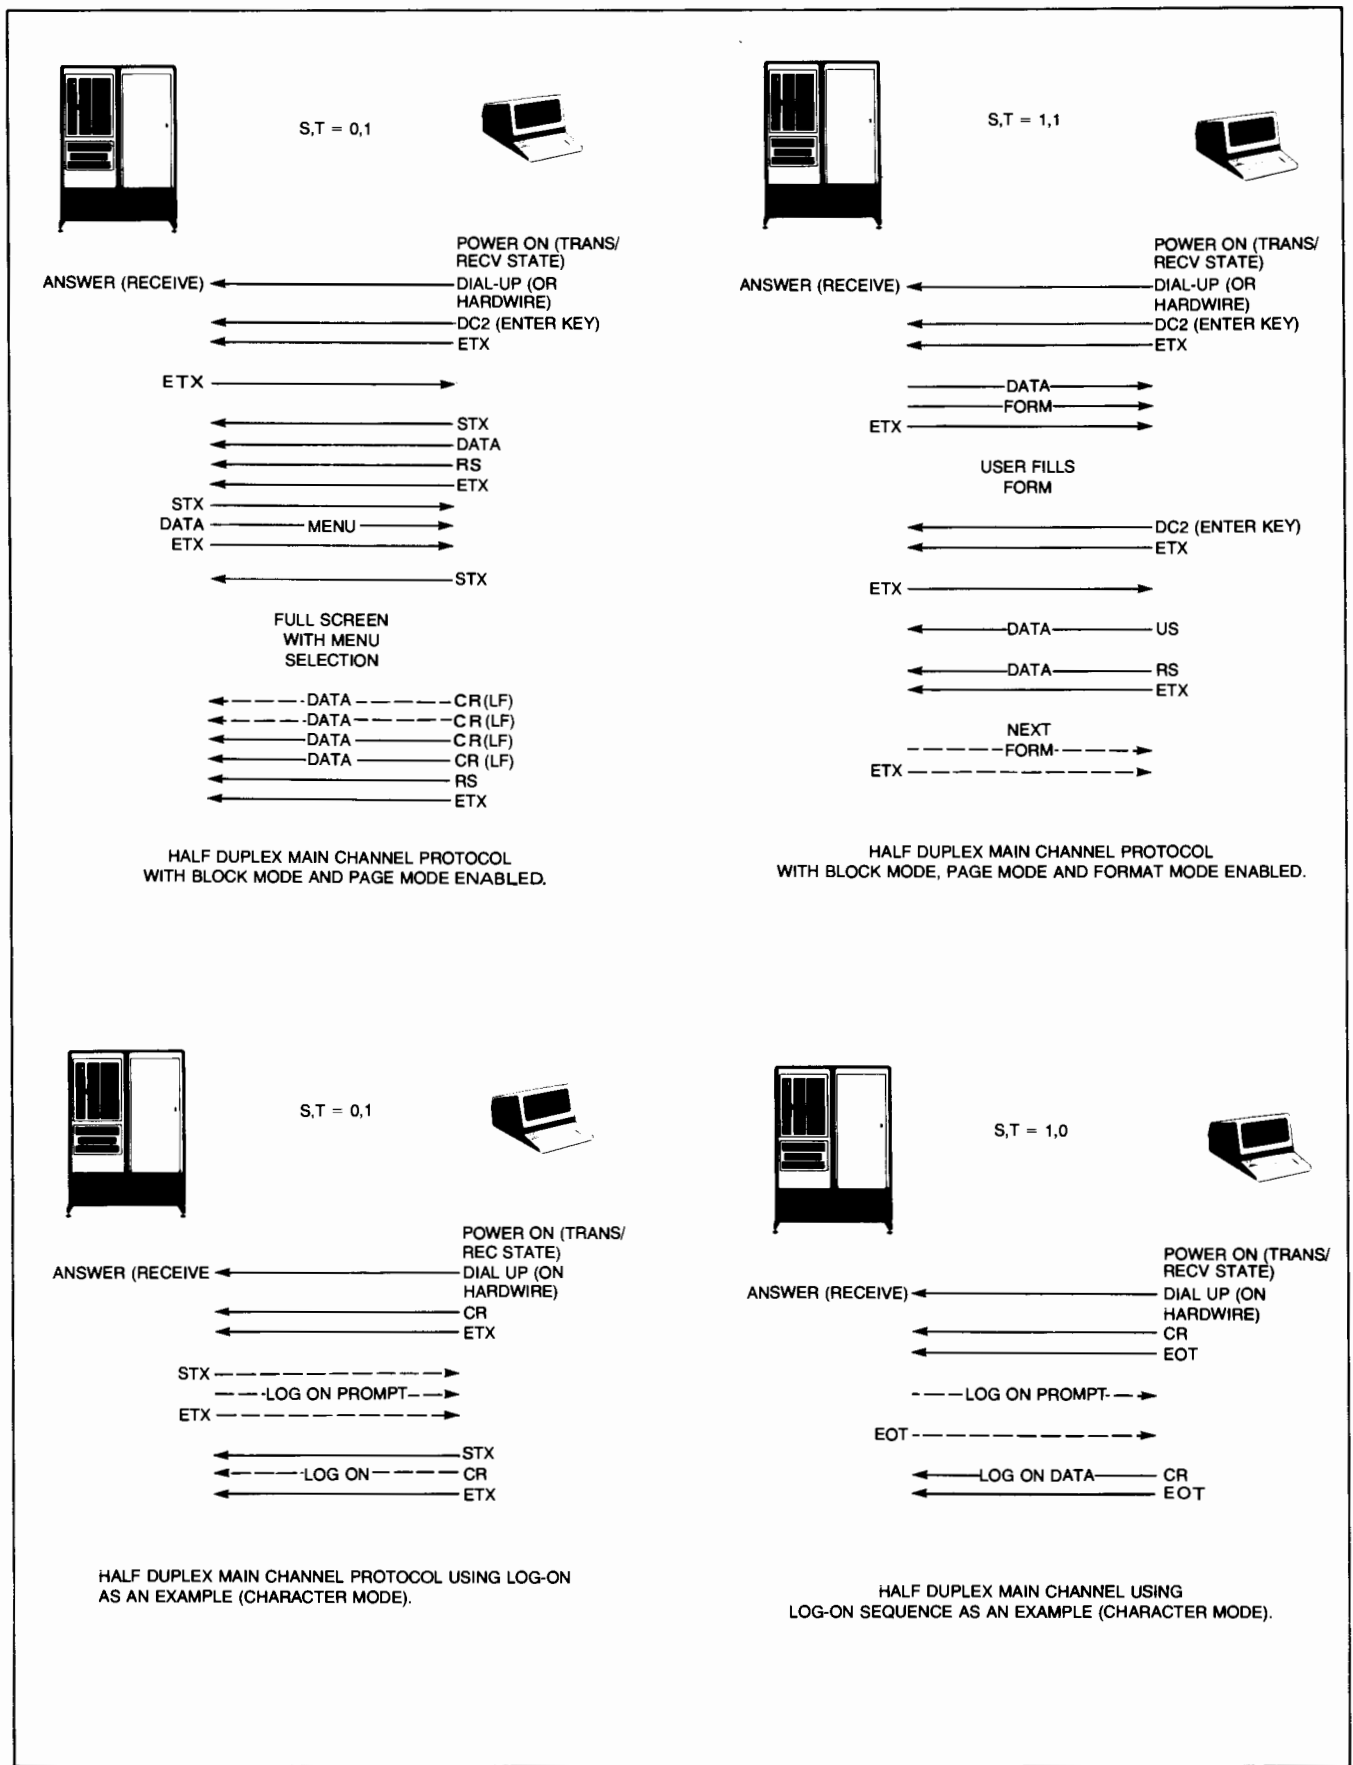 S,T = 0,1
POWER ON (TRANS/
RECV STATE)
ANSWER (RECEIVE)
DIAL-UP (OR
HARDWIRE)
DC2 (ENTER KEY)
ETX
ETX
STX
DATA
RS
ETX
STX
DATA MENU
ETX
STX
FULL SCREEN
WITH MENU
SELECTION
DATA CR(LF)
DATA CR(LF)
DATA CR(LF)
DATA CR (LF)
RS
ETX
HALF DUPLEX MAIN CHANNEL PROTOCOL
WITH BLOCK MODE AND PAGE MODE ENABLED.
S,T = 1,1
POWER ON (TRANS/
RECV STATE)
ANSWER (RECEIVE)
DIAL-UP (OR
HARDWIRE)
DC2 (ENTER KEY)
ETX
DATA
FORM
ETX
USER FILLS
FORM
DC2 (ENTER KEY)
ETX
ETX
DATA US
DATA RS
ETX
NEXT
FORM
ETX
HALF DUPLEX MAIN CHANNEL PROTOCOL
WITH BLOCK MODE, PAGE MODE AND FORMAT MODE ENABLED.
S,T = 0,1
POWER ON (TRANS/
REC STATE)
ANSWER (RECEIVE
DIAL UP (ON
HARDWIRE)
CR
ETX
STX
LOG ON PROMPT
ETX
STX
LOG ON CR
ETX
HALF DUPLEX MAIN CHANNEL PROTOCOL USING LOG-ON
AS AN EXAMPLE (CHARACTER MODE).
S,T = 1,0
POWER ON (TRANS/
RECV STATE)
ANSWER (RECEIVE)
DIAL UP (ON
HARDWIRE)
CR
EOT
LOG ON PROMPT
EOT
LOG ON DATA CR
EOT
HALF DUPLEX MAIN CHANNEL USING
LOG-ON SEQUENCE AS AN EXAMPLE (CHARACTER MODE).